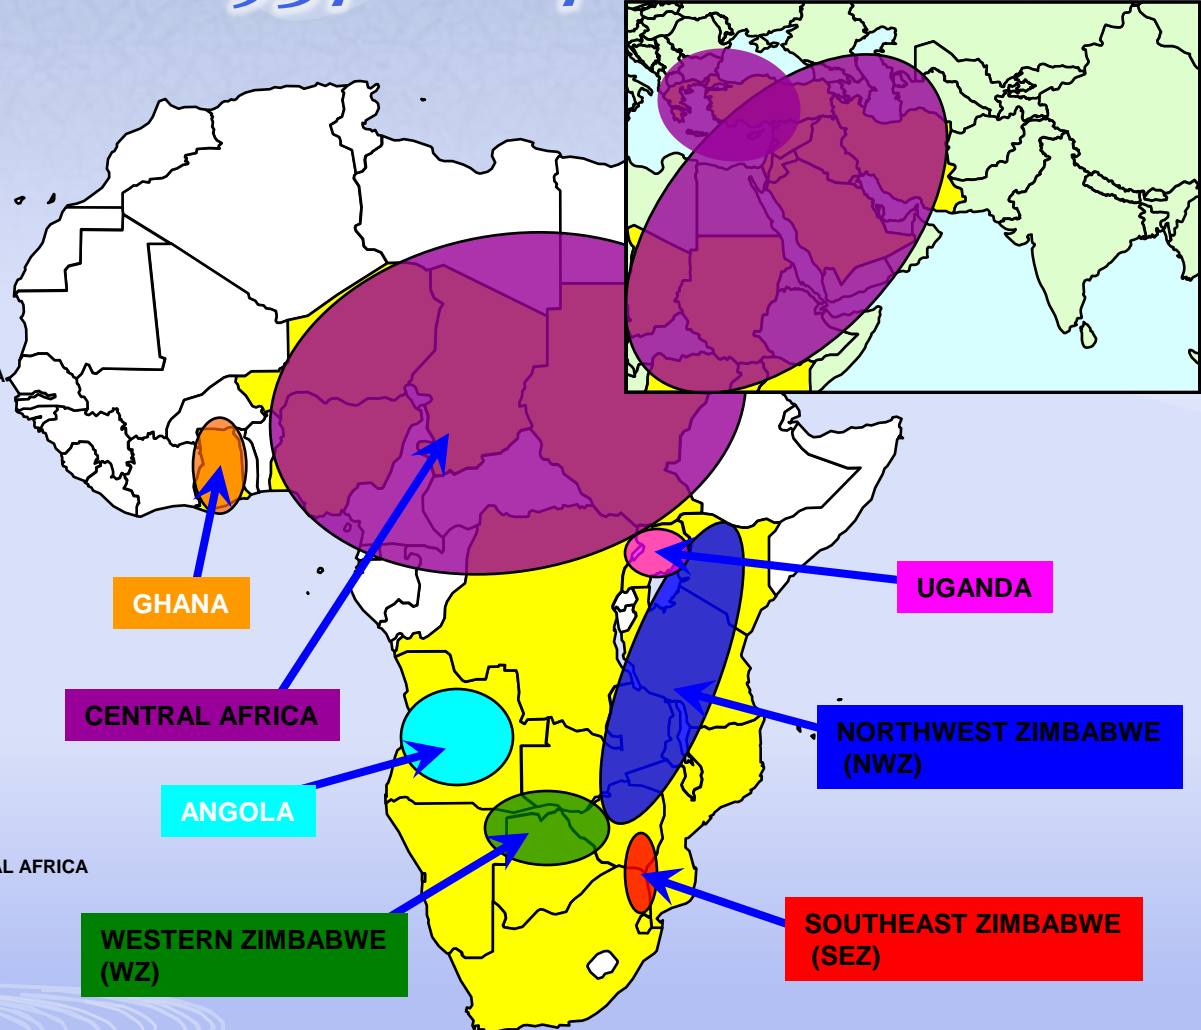 GHANA
UGANDA
CENTRAL AFRICA
NORTHWEST ZIMBABWE
(NWZ)
ANGOLA
AL AFRICA
WESTERN ZIMBABWE
(WZ)
SOUTHEAST ZIMBABWE
(SEZ)